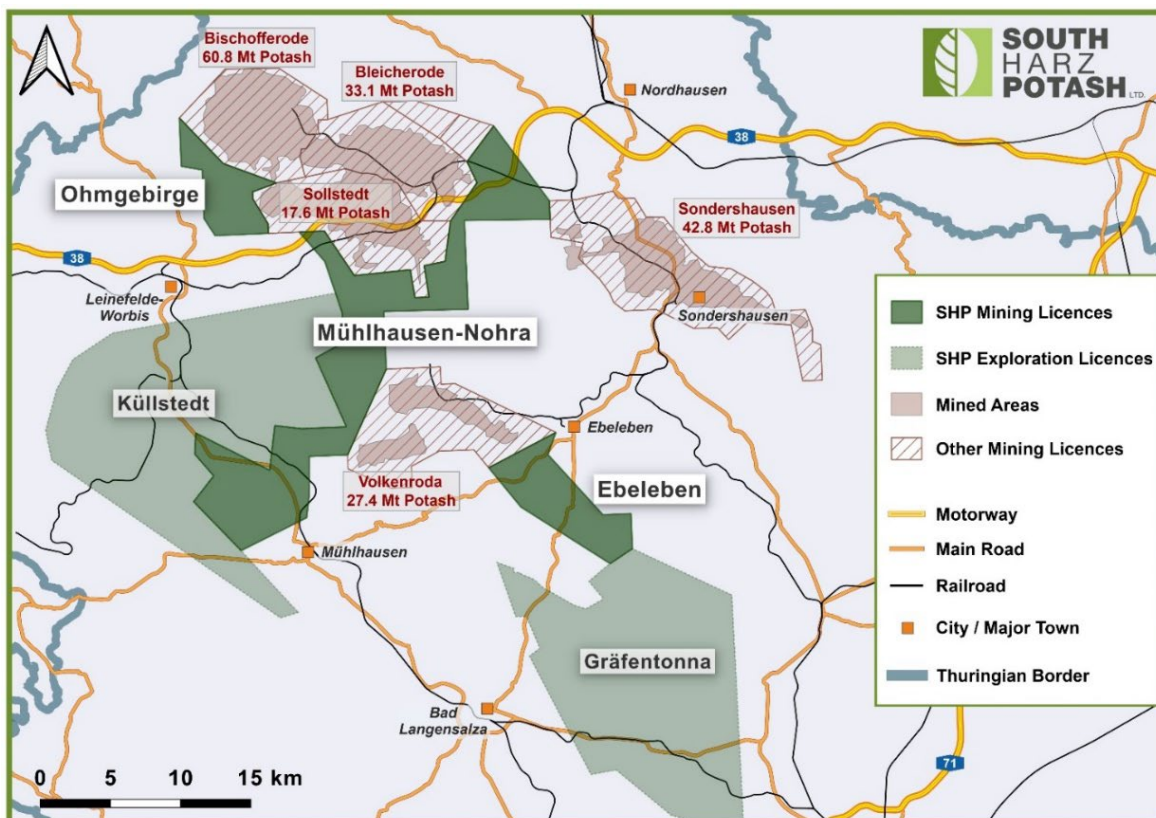 Bischofferode
60.8 Mt Potash
Bleicherode
33.1 Mt Potash
Nordhausen
SOUTH
HARZ
POTASH LTD.
38
Ohmgebirge
Sollstedt
17.6 Mt Potash
Sondershausen
42.8 Mt Potash
38
Leinefelde-
Worbis
Sondershausen
Mühlhausen-Nohra
Küllstedt
Ebeleben
Volkenroda
27.4 Mt Potash
Ebeleben
Mühlhausen
Gräfentonna
Bad
Langensalza
0 5 10 15 km
SHP Mining Licences
SHP Exploration Licences
Mined Areas
Other Mining Licences
Motorway
Main Road
Railroad
City / Major Town
Thuringian Border
71